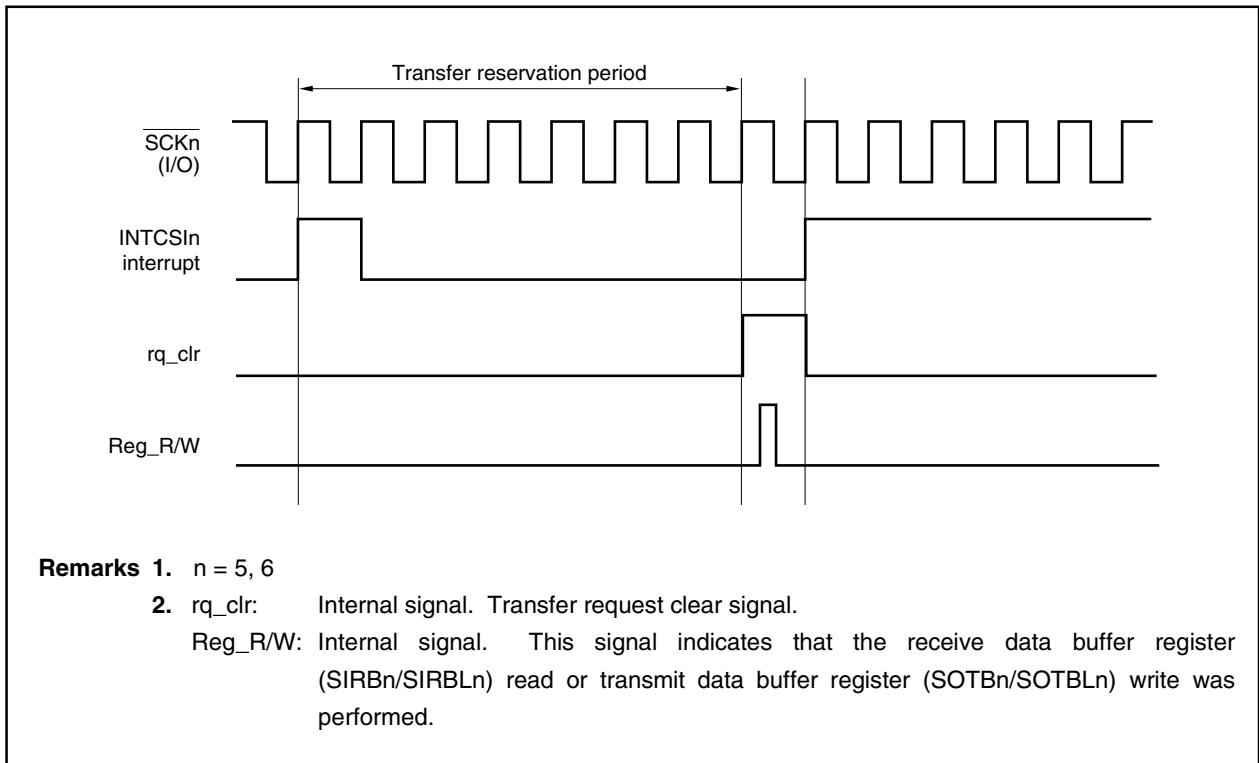 Transfer reservation period
SCKn
(I/O)
INTCSIn
interrupt
rq_clr
Reg_R/W
Remarks 1. n = 5, 6
2. rq_clr: Internal signal. Transfer request clear signal.
Reg_R/W: Internal signal. This signal indicates that the receive data buffer register
(SIRBn/SIRBLn) read or transmit data buffer register (SOTBn/SOTBLn) write was
performed.